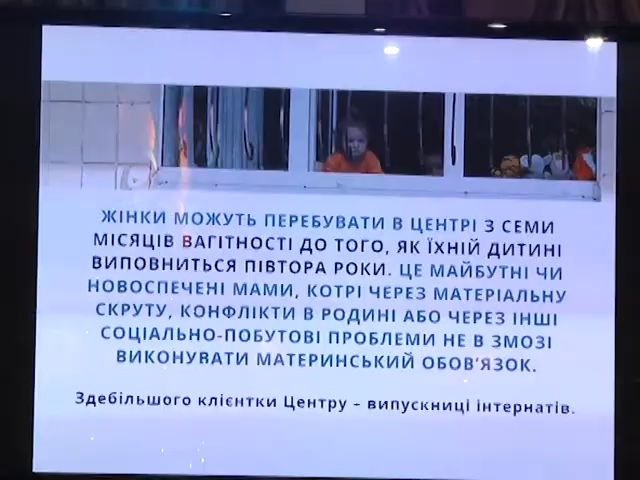 ЖІНКИ МОЖУТЬ ПЕРЕБУВАТИ В ЦЕНТРІ З СЕМИ
МІСЯЦІВ ВАГІТНОСТІ ДО ТОГО, ЯК ЇХНІЙ ДИТИНІ
ВИПОВНИТЬСЯ ПІВТОРА РОКИ. ЦЕ МАЙБУТНІ ЧИ
НОВОСПЕЧЕНІ МАМИ, КОТРІ ЧЕРЕЗ МАТЕРІАЛЬНУ
СКРУТУ, КОНФЛІКТИ В РОДИНІ АБО ЧЕРЕЗ ІНШІ
СОЦІАЛЬНО-ПОБУТОВІ ПРОБЛЕМИ НЕ В ЗМОЗІ
ВИКОНУВАТИ МАТЕРИНСЬКИЙ ОБОВ'ЯЗОК.
Здебільшого клієнтки Центру – випускниці інтернатів.